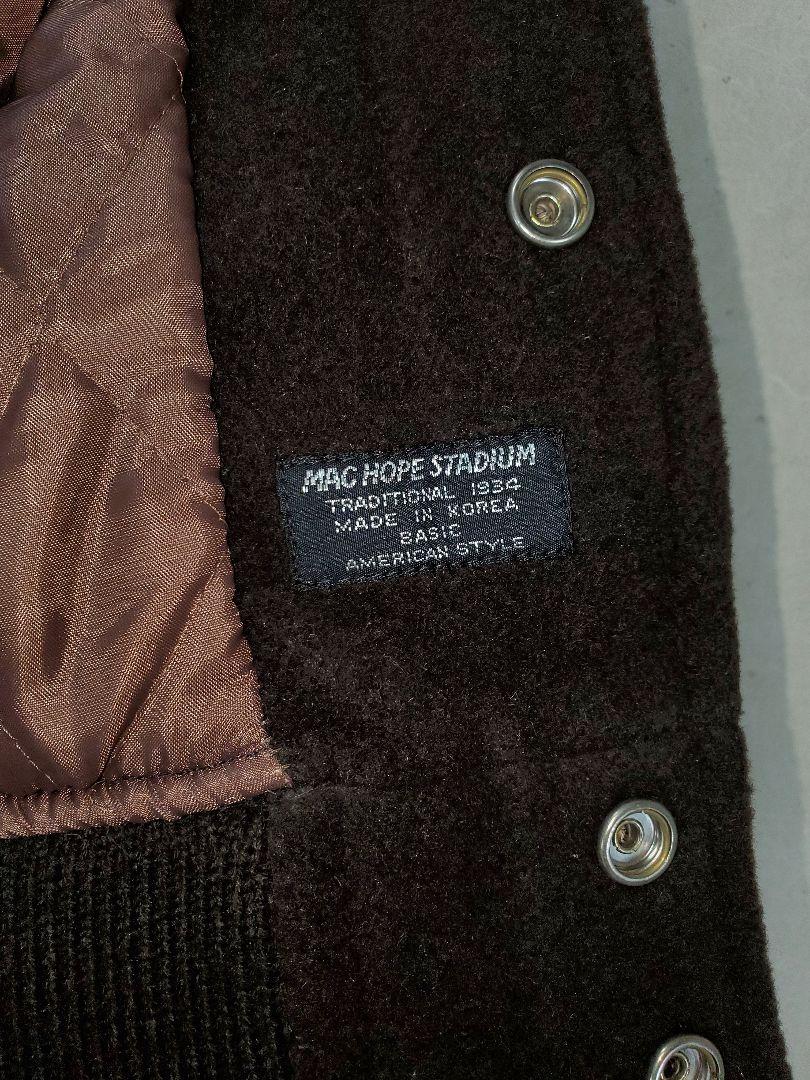 MAC HOPE STADIUM
TRADITIONAL 1934
MADE IN KOREA
BASIC
AMERICAN STYLE